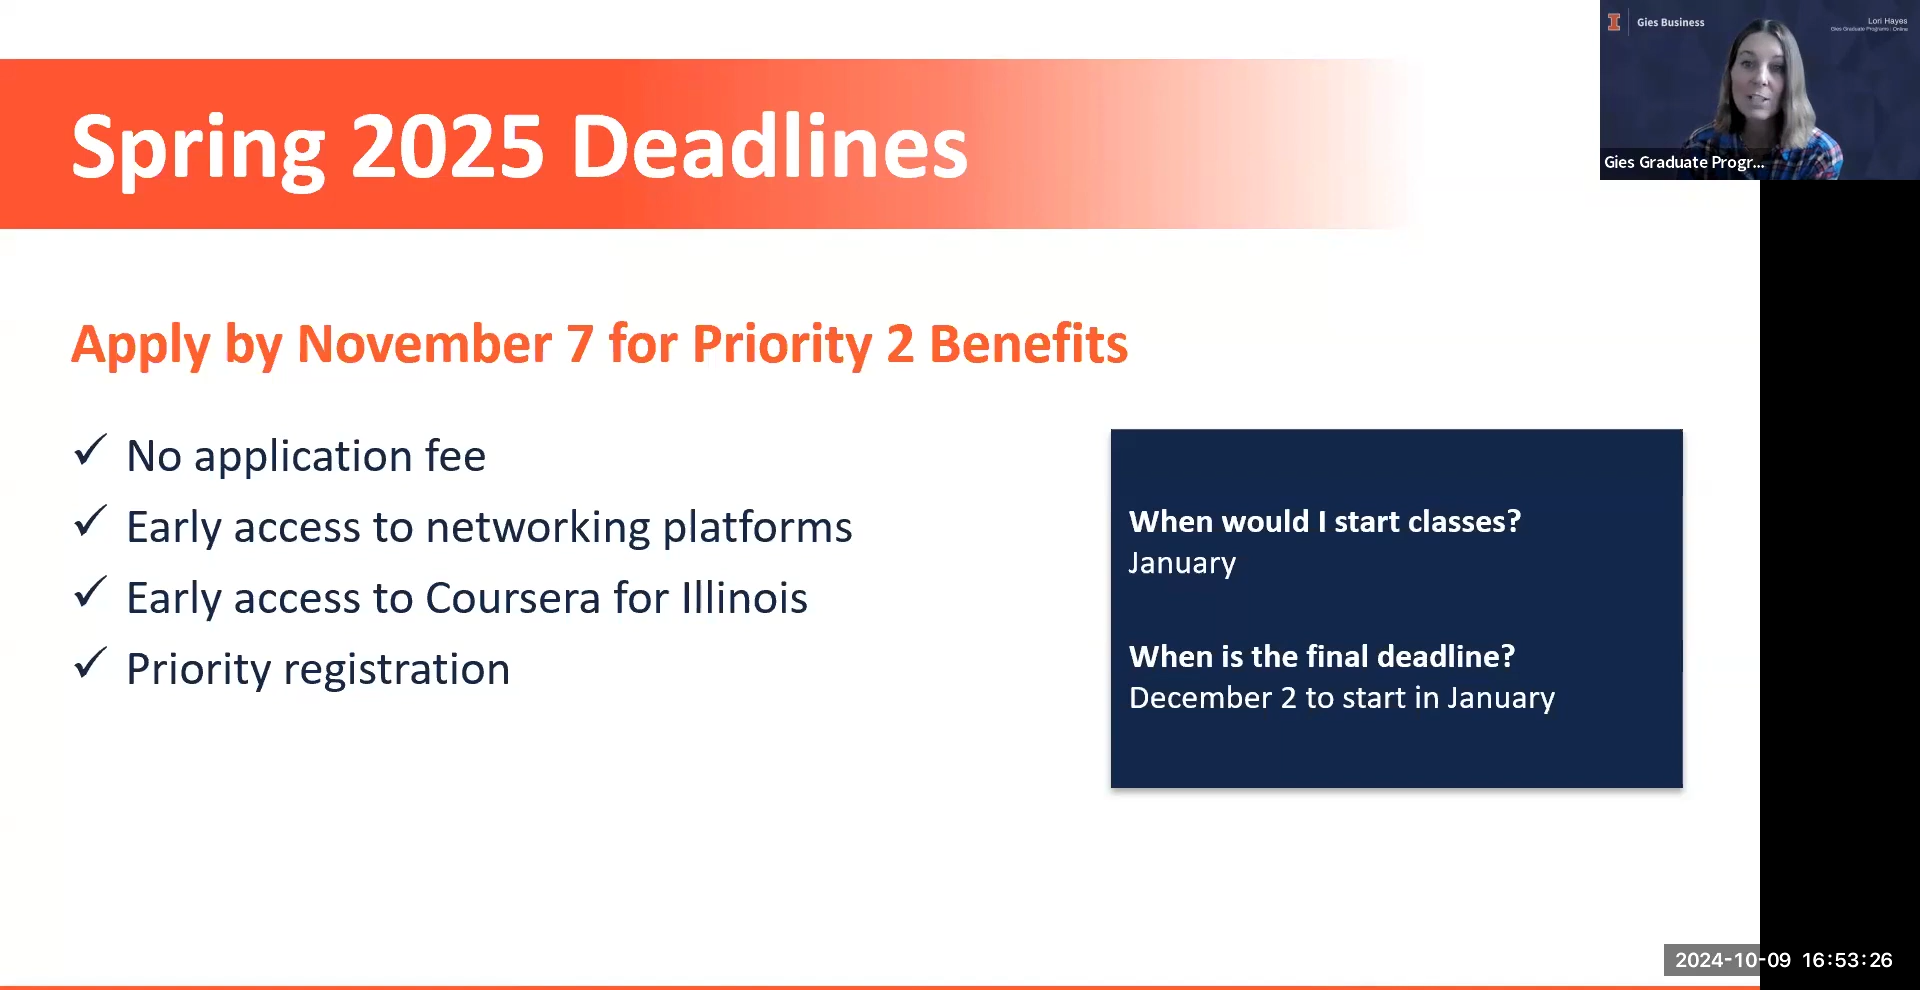 Gies Business
Lori Hayes
Gies Graduate Programs | Online
Gies Graduate Progr...
Spring 2025 Deadlines
Apply by November 7 for Priority 2 Benefits
✓ No application fee
✓ Early access to networking platforms
✓ Early access to Coursera for Illinois
✓ Priority registration
When would I start classes?
January
When is the final deadline?
December 2 to start in January
2024-10-09 16:53:26